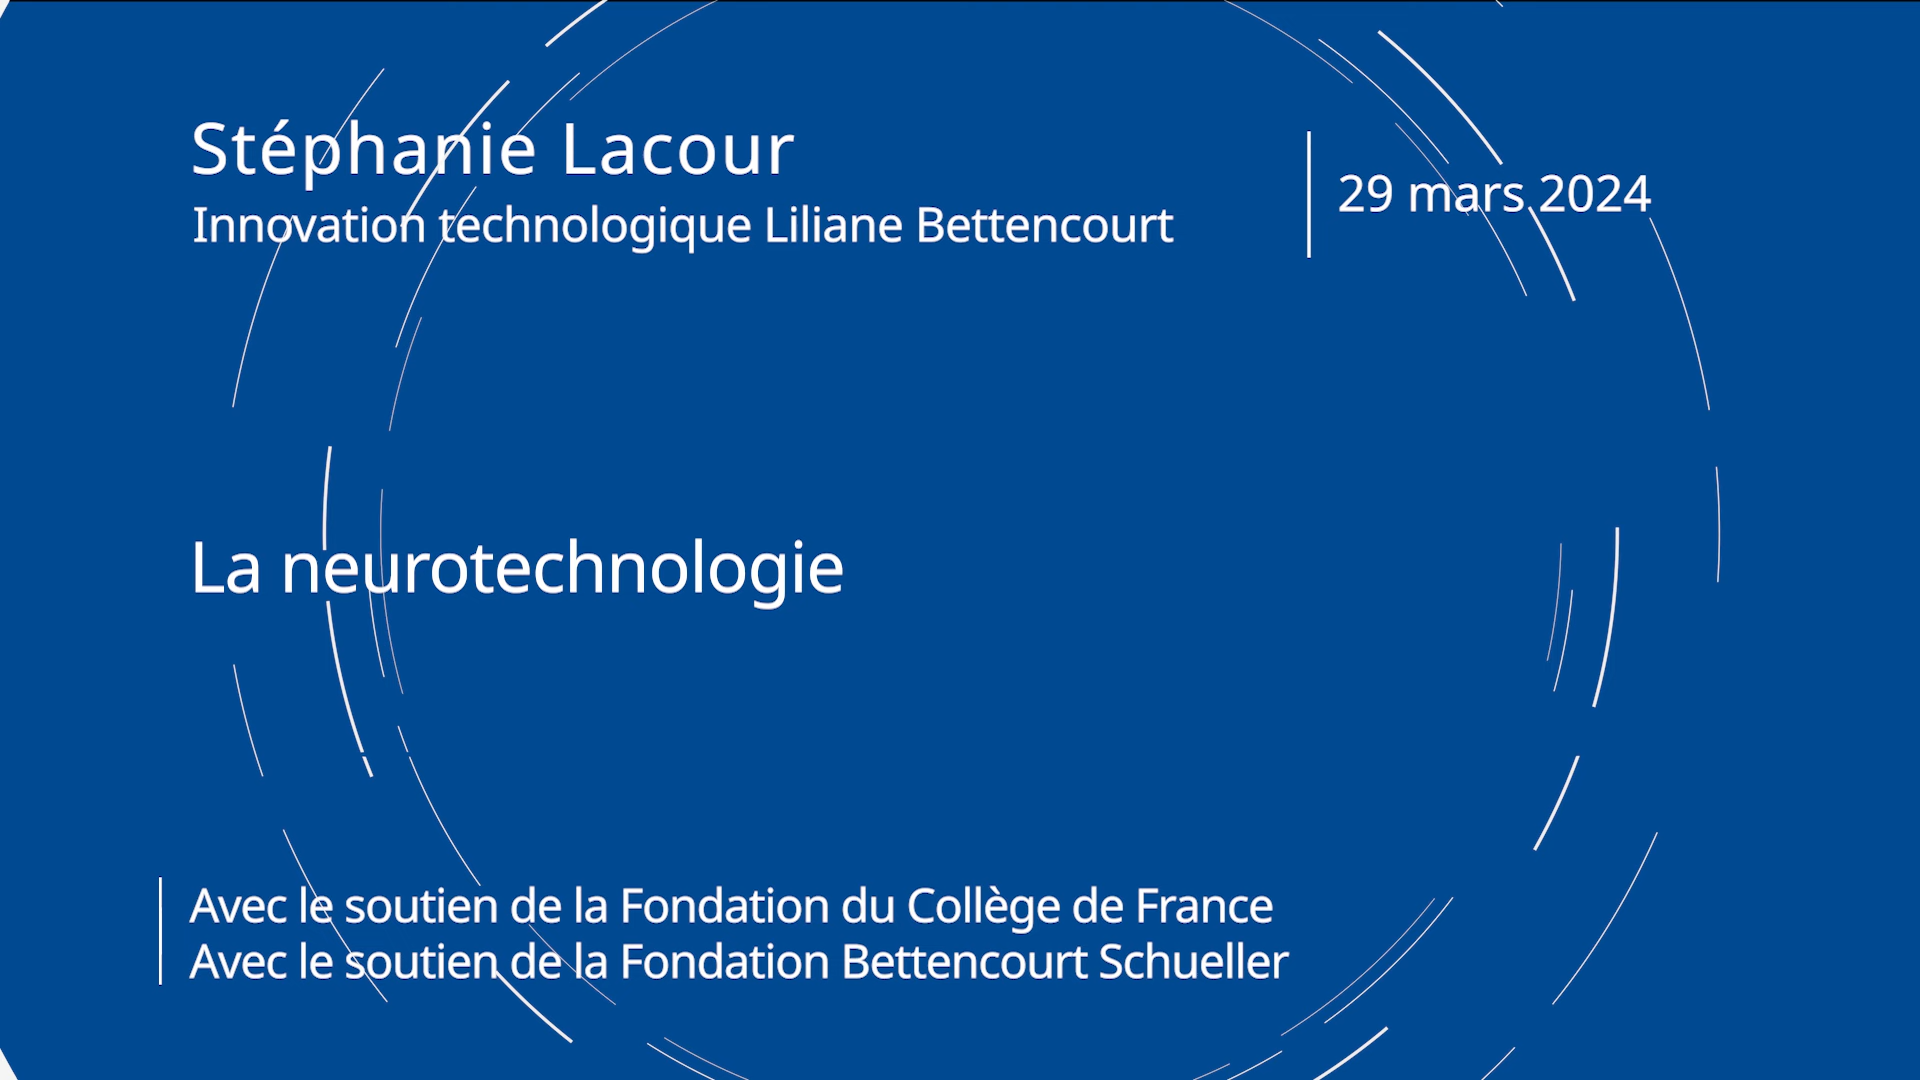 Stéphanie Lacour
Innovation technologique Liliane Bettencourt
29 mars 2024
La neurotechnologie
Avec le soutien de la Fondation du Collège de France
Avec le soutien de la Fondation Bettencourt Schueller